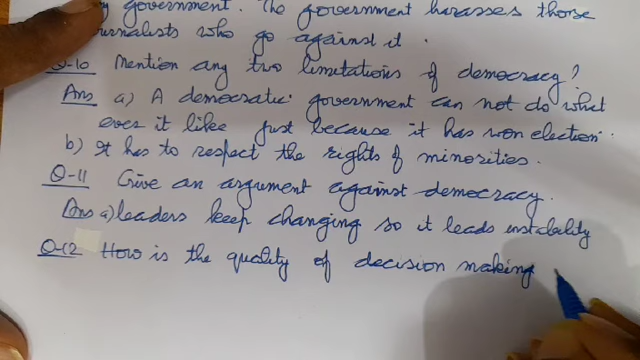 y government. The government harasses those
urnalists who go against it.
Q-10 Mention any two limitations of democracy?
Ans a) A democratic government can not do what
ever it like just because it has won election.
b) It has to respect the rights of minorities.
Q-11 Give an argument against democracy.
Ans a) leaders keep changing so it leads instability
Q-12 How is the quality of decision making